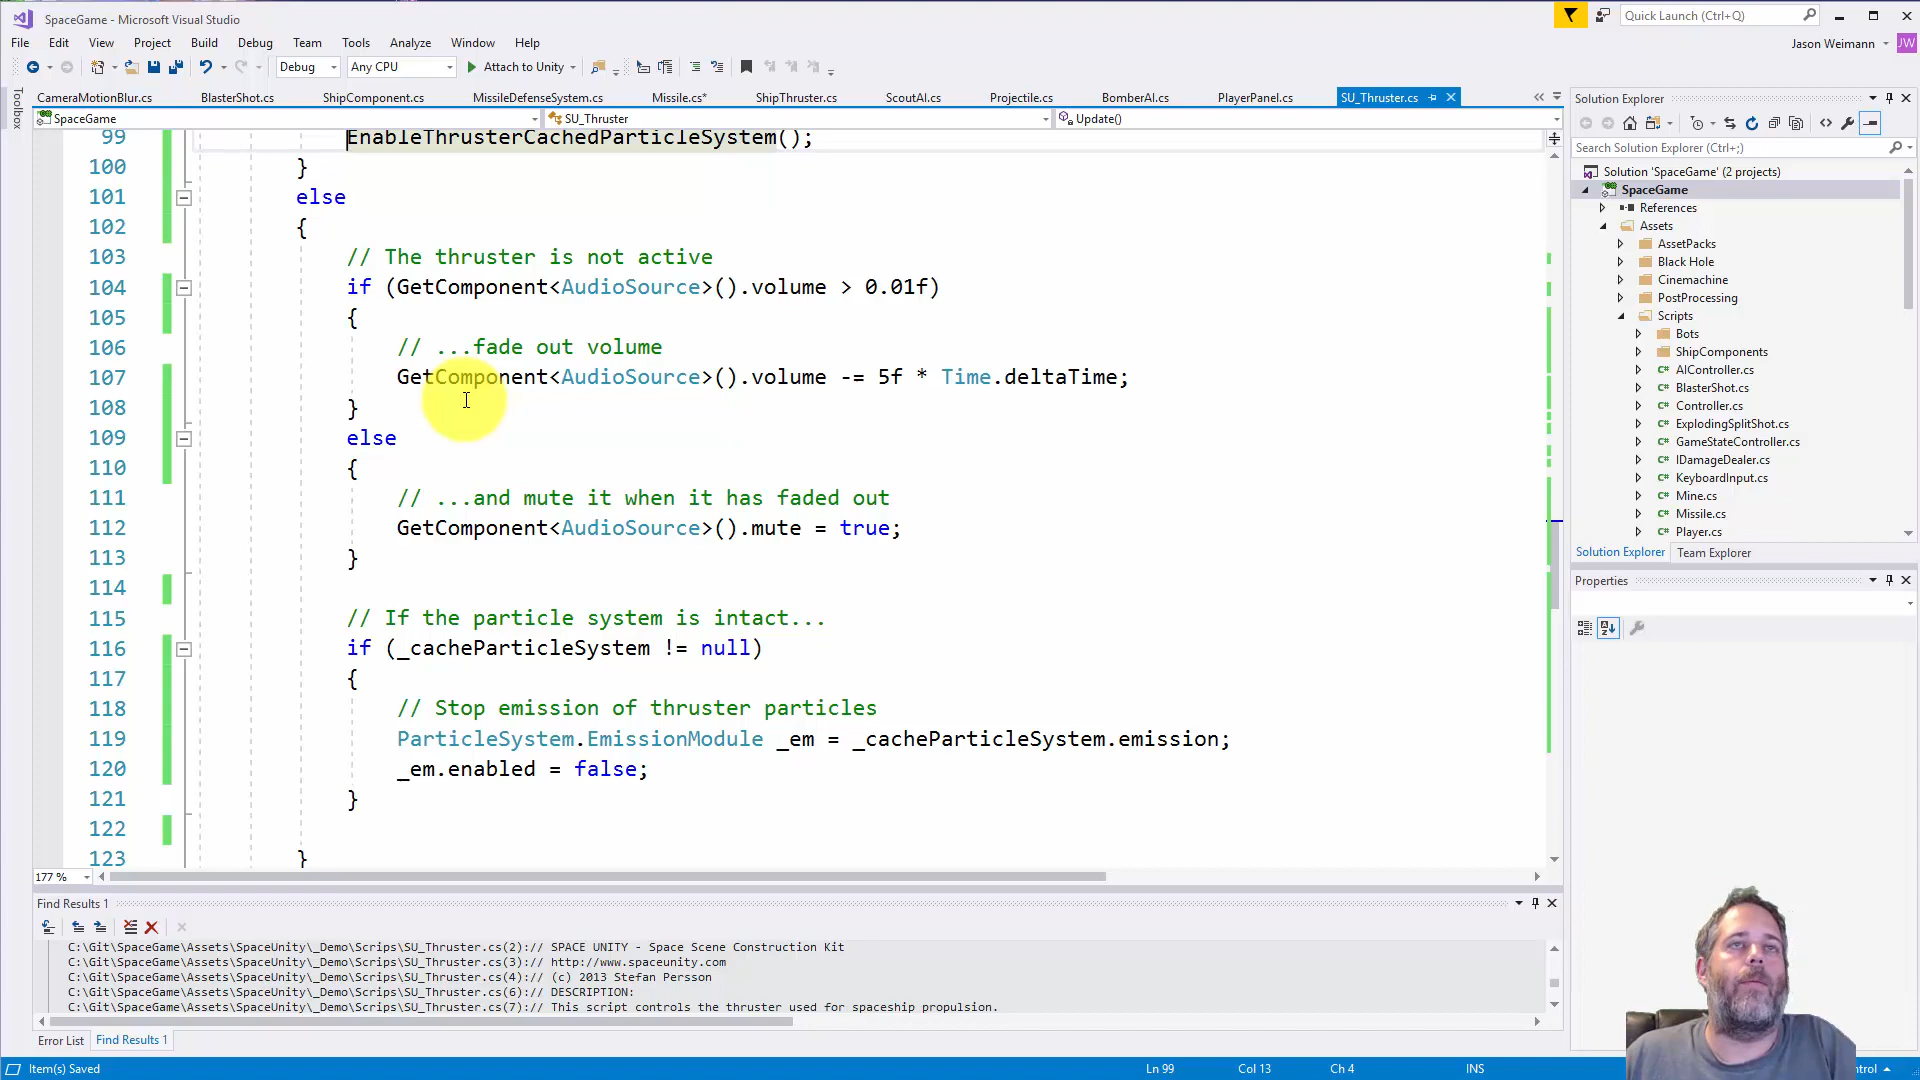 SpaceGame - Microsoft Visual Studio
Quick Launch (Ctrl+Q)
File Edit View Project Build Debug Team Tools Analyze Window Help
Jason Weimann JW
Debug Any CPU Attach to Unity
Toolbox
CameraMotionBlur.cs BlasterShot.cs ShipComponent.cs MissileDefenseSystem.cs Missile.cs* ShipThruster.cs ScoutAI.cs Projectile.cs BomberAI.cs PlayerPanel.cs SU_Thruster.cs
SpaceGame SU_Thruster Update()
99 EnableThrusterCachedParticleSystem();
100 }
101 else
102 {
103 // The thruster is not active
104 if (GetComponent<AudioSource>().volume > 0.01f)
105 {
106 // ...fade out volume
107 GetComponent<AudioSource>().volume -= 5f * Time.deltaTime;
108 }
109 else
110 {
111 // ...and mute it when it has faded out
112 GetComponent<AudioSource>().mute = true;
113 }
114
115 // If the particle system is intact...
116 if (_cacheParticleSystem != null)
117 {
118 // Stop emission of thruster particles
119 ParticleSystem.EmissionModule _em = _cacheParticleSystem.emission;
120 _em.enabled = false;
121 }
122
123 }
177 %
Find Results 1
C:\Git\SpaceGame\Assets\SpaceUnity\_Demo\Scrips\SU_Thruster.cs(2):// SPACE UNITY - Space Scene Construction Kit
C:\Git\SpaceGame\Assets\SpaceUnity\_Demo\Scrips\SU_Thruster.cs(3):// http://www.spaceunity.com
C:\Git\SpaceGame\Assets\SpaceUnity\_Demo\Scrips\SU_Thruster.cs(4):// (c) 2013 Stefan Persson
C:\Git\SpaceGame\Assets\SpaceUnity\_Demo\Scrips\SU_Thruster.cs(6):// DESCRIPTION:
C:\Git\SpaceGame\Assets\SpaceUnity\_Demo\Scrips\SU_Thruster.cs(7):// This script controls the thruster used for spaceship propulsion.
Error List Find Results 1
Item(s) Saved Ln 99 Col 13 Ch 4 INS
Solution Explorer
Search Solution Explorer (Ctrl+;)
Solution 'SpaceGame' (2 projects)
SpaceGame
References
Assets
AssetPacks
Black Hole
Cinemachine
PostProcessing
Scripts
Bots
ShipComponents
AIController.cs
BlasterShot.cs
Controller.cs
ExplodingSplitShot.cs
GameStateController.cs
IDamageDealer.cs
KeyboardInput.cs
Mine.cs
Missile.cs
Player.cs
Solution Explorer Team Explorer
Properties